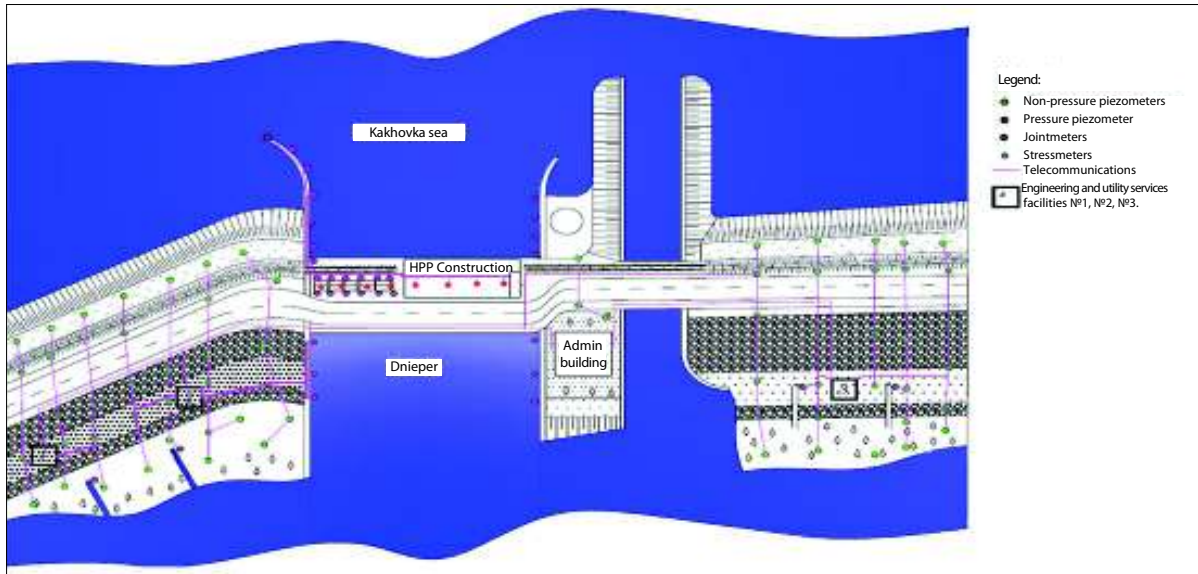 Kakhovka sea
HPP Construction
Admin
building
Dnieper
3
Legend:
Non-pressure piezometers
Pressure piezometer
Jointmeters
Stressmeters
Telecommunications
Engineering and utility services
facilities №1, №2, №3.